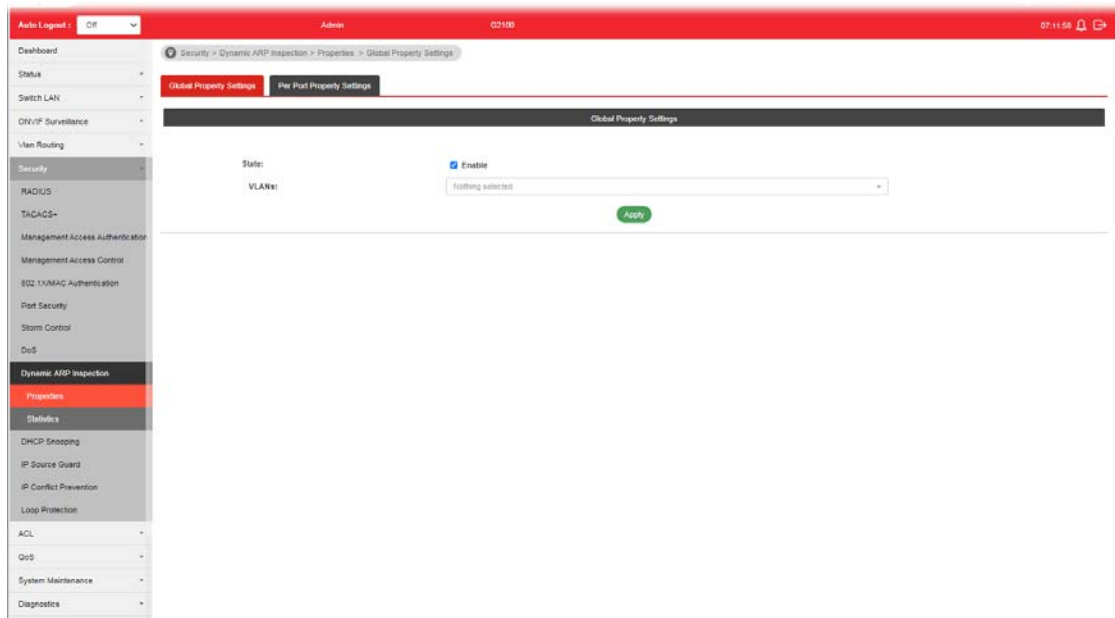 Auto Logout : Off Admin G2100 07:11:58
Dashboard
Status
Switch LAN
ONVIF Surveillance
Vlan Routing
Security
RADIUS
TACACS+
Management Access Authentication
Management Access Control
802.1X/MAC Authentication
Port Security
Storm Control
DoS
Dynamic ARP Inspection
Properties
Statistics
DHCP Snooping
IP Source Guard
IP Conflict Prevention
Loop Protection
ACL
QoS
System Maintenance
Diagnostics
Security > Dynamic ARP Inspection > Properties > Global Property Settings
Global Property Settings Per Port Property Settings
Global Property Settings
State: Enable
VLANs: Nothing selected
Apply